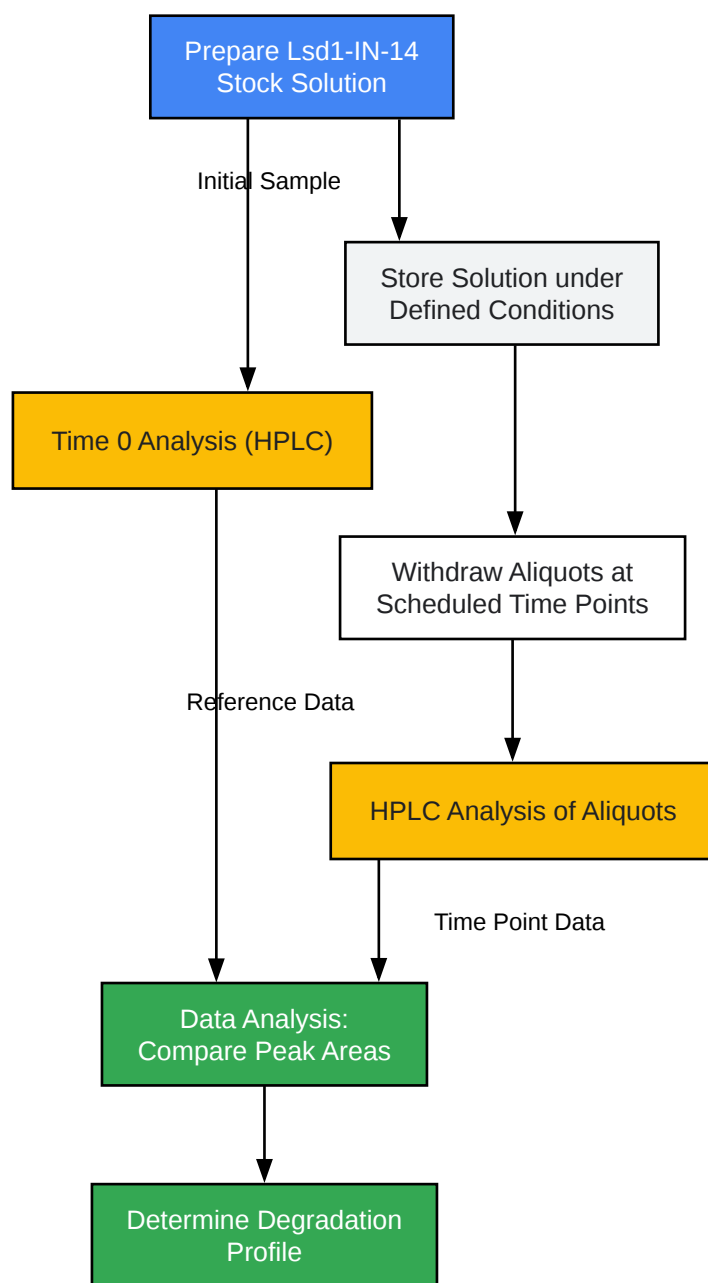 Prepare Lsd1-IN-14
Stock Solution
Initial Sample
Store Solution under
Defined Conditions
Time 0 Analysis (HPLC)
Withdraw Aliquots at
Scheduled Time Points
Reference Data
HPLC Analysis of Aliquots
Time Point Data
Data Analysis:
Compare Peak Areas
Determine Degradation
Profile